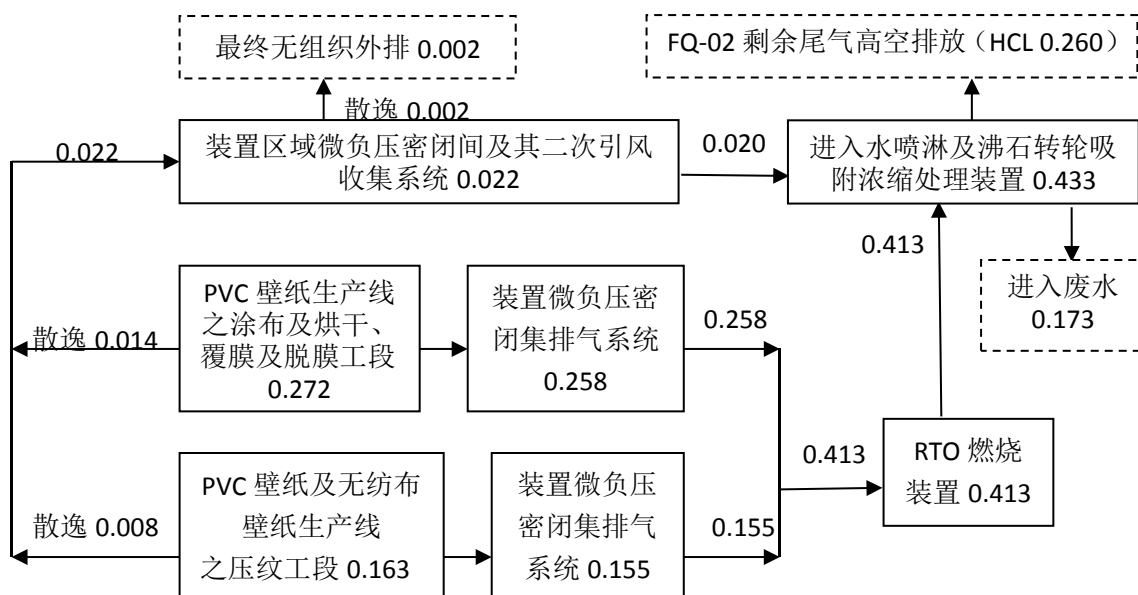 最终无组织外排 0.002
FQ-02 剩余尾气高空排放（HCL 0.260）
散逸 0.002
0.022
装置区域微负压密闭间及其二次引风
收集系统 0.022
0.020
进入水喷淋及沸石转轮吸
附浓缩处理装置 0.433
0.413
进入废水
0.173
散逸 0.014
PVC 壁纸生产线
之涂布及烘干、
覆膜及脱膜工段
0.272
装置微负压密
闭集排气系统
0.258
0.258
0.413
RTO 燃烧
装置 0.413
散逸 0.008
PVC 壁纸及无纺布
壁纸生产线
之压纹工段 0.163
装置微负压
密闭集排气
系统 0.155
0.155